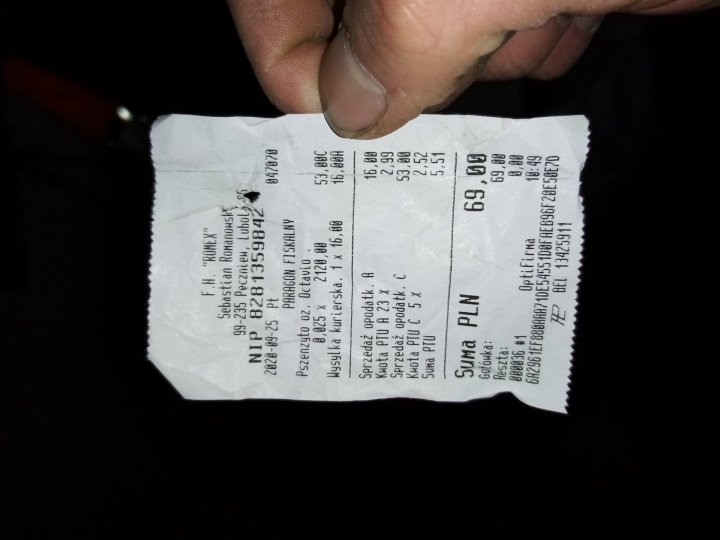 F.H. "ROMEX"
Sebastian Romanowski
99-235 Pęczniew, Lubola 26
NIP 8281359842
2020-09-25 Pt 047070
PARAGON FISKALNY
Pszenżyto oz. Octavio
0,025 x 2120,00 53,00C
Wysyłka kurierska. 1 x 16,00 16,00A
Sprzedaż opodatk. A 16,00
Kwota PTU A 23 % 2,99
Sprzedaż opodatk. C 53,00
Kwota PTU C 5 % 2,52
Suma PTU 5,51
Suma PLN 69,00
Gotówka: 69,00
Reszta: 0,00
000036 #1 OptiFirma 10:49
BEL 13425911